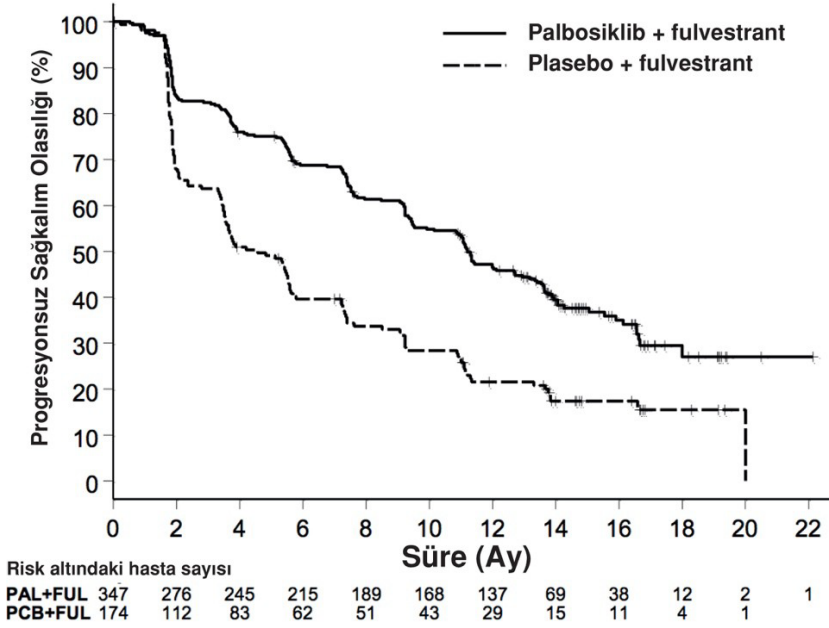 Palbosiklib + fulvestrant
Plasebo + fulvestrant
Progresyonsuz Sağkalım Olasılığı (%)
100
90
80
70
60
50
40
30
20
10
0
0 2 4 6 8 10 12 14 16 18 20 22
Süre (Ay)
Risk altındaki hasta sayısı
PAL+FUL 347 276 245 215 189 168 137 69 38 12 2 1
PCB+FUL 174 112 83 62 51 43 29 15 11 4 1